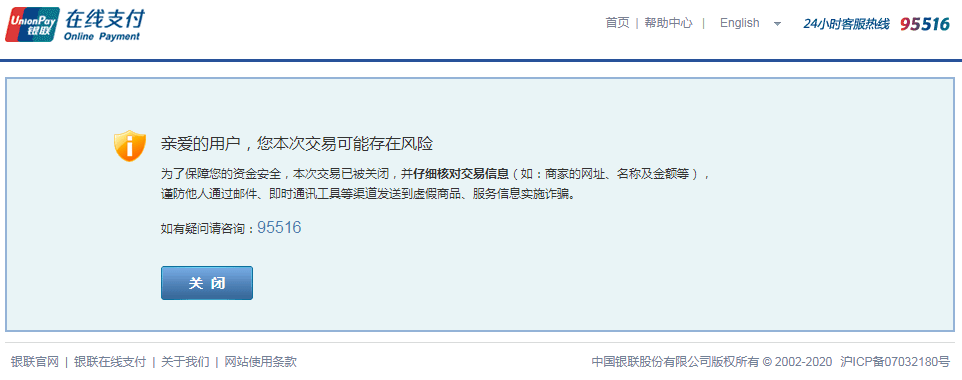 UnionPay 银联 在线支付 Online Payment
首页 | 帮助中心 | English 24小时客服热线 95516
亲爱的用户，您本次交易可能存在风险
为了保障您的资金安全，本次交易已被关闭，并仔细核对交易信息（如：商家的网址、名称及金额等），
谨防他人通过邮件、即时通讯工具等渠道发送到虚假商品、服务信息实施诈骗。
如有疑问请咨询：95516
关 闭
银联官网 | 银联在线支付 | 关于我们 | 网站使用条款 中国银联股份有限公司版权所有 © 2002-2020 沪ICP备07032180号